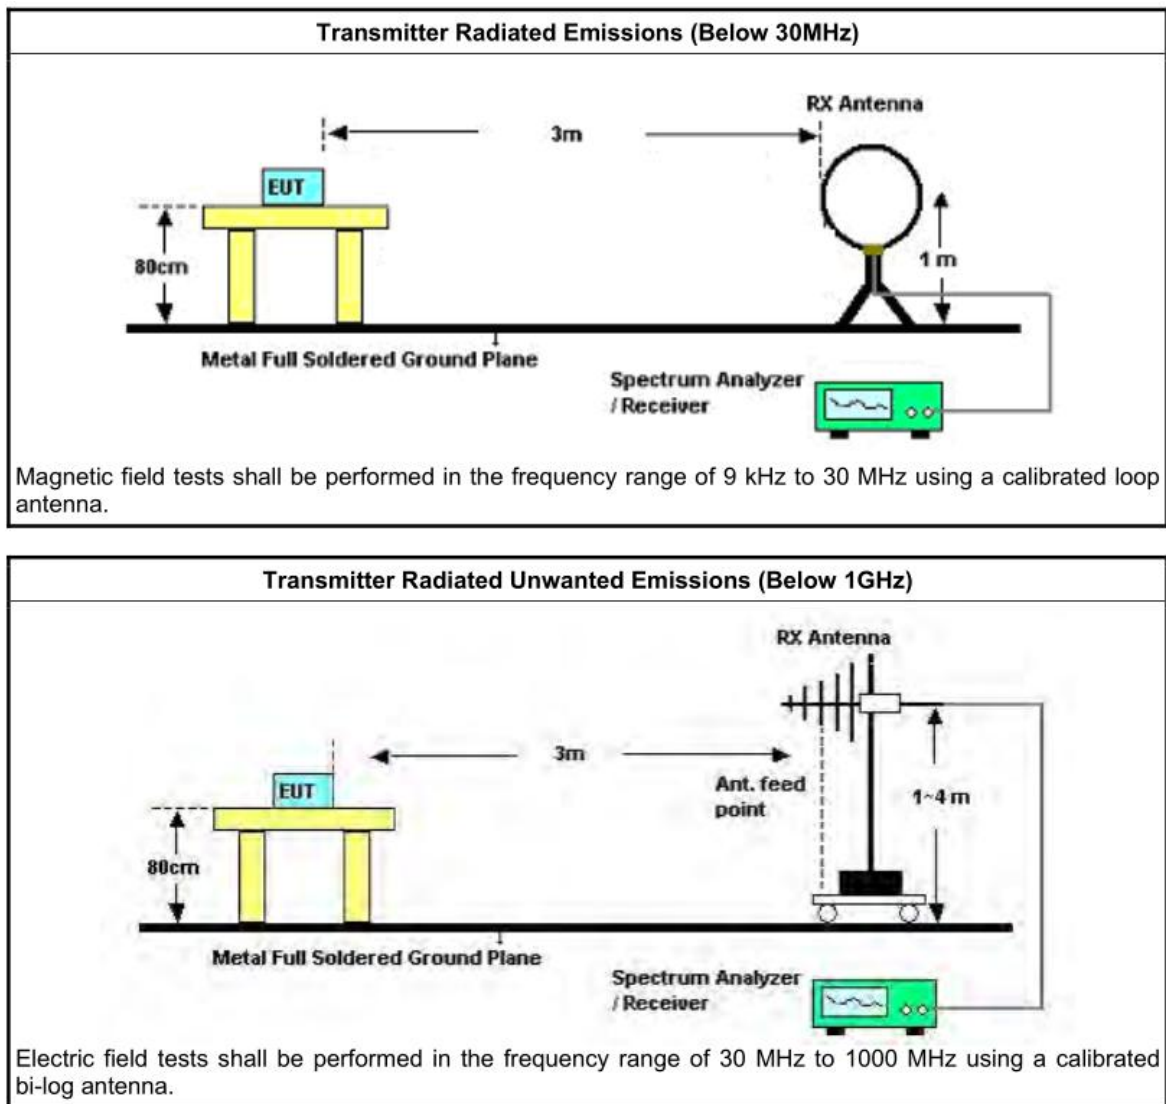 Transmitter Radiated Emissions (Below 30MHz)
RX Antenna
3m
EUT
80cm
1 m
Metal Full Soldered Ground Plane
Spectrum Analyzer
/ Receiver
Magnetic field tests shall be performed in the frequency range of 9 kHz to 30 MHz using a calibrated loop
antenna.
Transmitter Radiated Unwanted Emissions (Below 1GHz)
RX Antenna
3m
EUT
Ant. feed
point
1~4 m
80cm
Metal Full Soldered Ground Plane
Spectrum Analyzer
/ Receiver
Electric field tests shall be performed in the frequency range of 30 MHz to 1000 MHz using a calibrated
bi-log antenna.